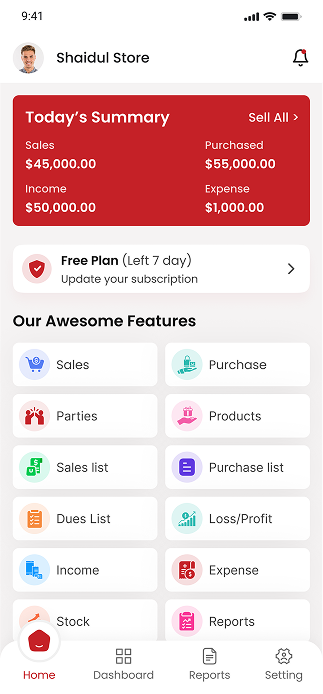 9:41
Shaidul Store
Today's Summary Sell All >
Sales Purchased
$45,000.00 $55,000.00
Income Expense
$50,000.00 $1,000.00
Free Plan (Left 7 day)
Update your subscription
Our Awesome Features
Sales Purchase
Parties Products
Sales list Purchase list
Dues List Loss/Profit
Income Expense
Stock Reports
Home Dashboard Reports Setting